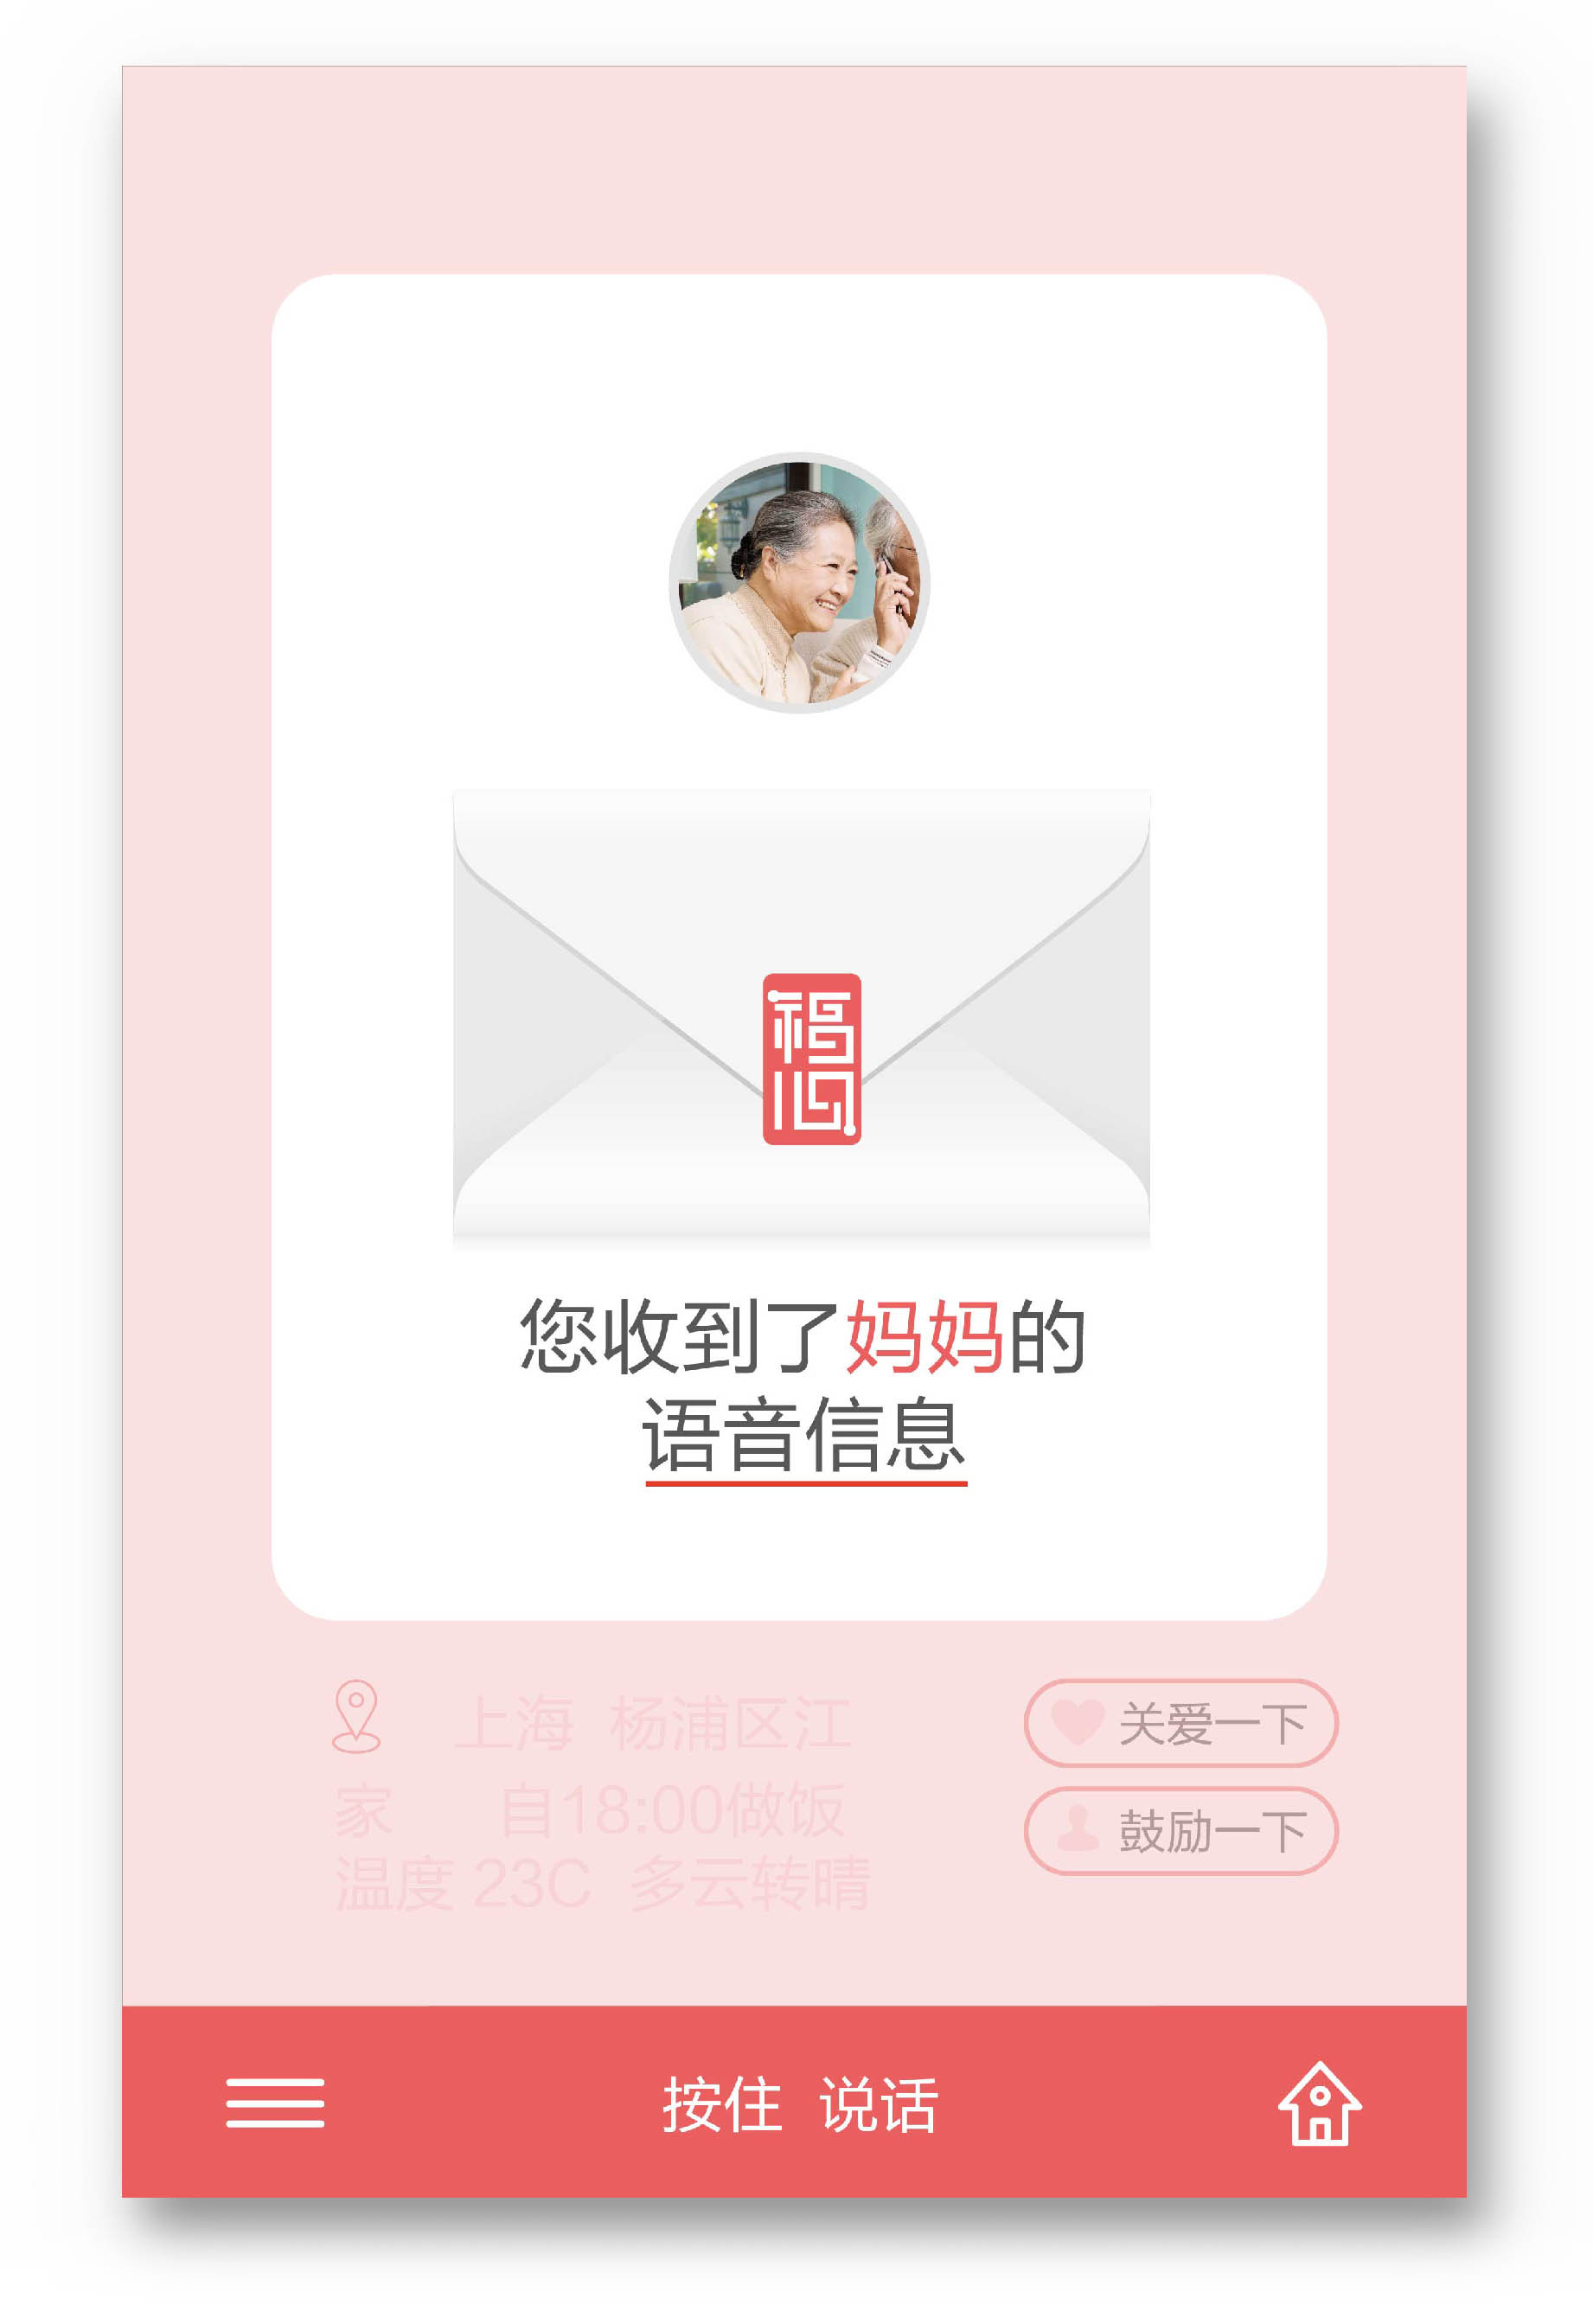 福心
您收到了妈妈的
语音信息
上海 杨浦区江
家 自18:00做饭
温度 23C 多云转晴
关爱一下
鼓励一下
按住 说话